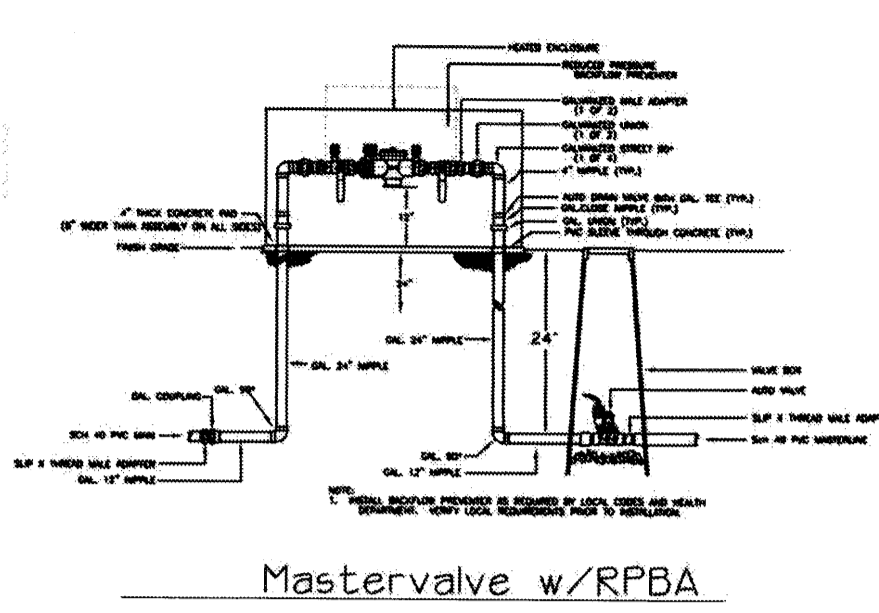 HEATED ENCLOSURE
REDUCED PRESSURE
BACKFLOW PREVENTER
GALVANIZED MALE ADAPTER
(1 OF 2)
GALVANIZED UNION
(1 OF 2)
GALVANIZED STREET 90°
(1 OF 4)
4" NIPPLE (TYP.)
AUTO DRAIN VALVE GAL. TEE (TYP.)
GAL.CLOSE NIPPLE (TYP.)
GAL. UNION (TYP.)
PVC SLEEVE THROUGH CONCRETE (TYP.)
4" THICK CONCRETE PAD
(6" WIDER THAN ASSEMBLY ON ALL SIDES)
FINISH GRADE
12"
24"
24"
GAL. 24" NIPPLE
GAL. 24" NIPPLE
VALVE BOX
AUTO VALVE
SLIP X THREAD MALE ADAP
Sch 40 PVC MASTERLINE
GAL. COUPLING
GAL. 90°
SCH 40 PVC MAIN
SLIP X THREAD MALE ADAPTER
GAL. 12" NIPPLE
GAL. 90°
GAL. 12" NIPPLE
NOTE:
1. INSTALL BACKFLOW PREVENTER AS REQUIRED BY LOCAL CODES AND HEALTH
DEPARTMENT. VERIFY LOCAL REQUIREMENTS PRIOR TO INSTALLATION.
Mastervalve w/RPBA